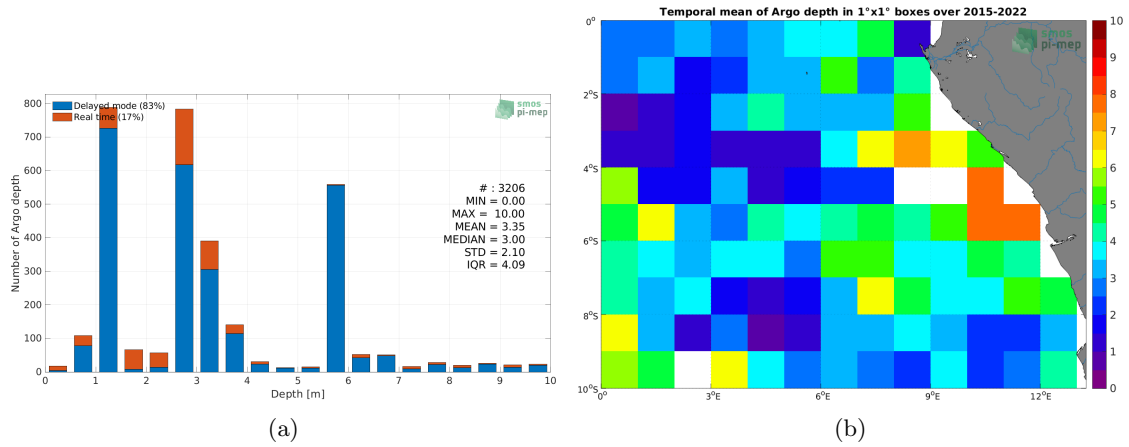 Delayed mode (83%)
Real time (17%)
smos
pi-mep
Number of Argo depth
800
700
600
500
400
300
200
100
0
# : 3206
MIN = 0.00
MAX = 10.00
MEAN = 3.35
MEDIAN = 3.00
STD = 2.10
IQR = 4.09
0 1 2 3 4 5 6 7 8 9 10
Depth [m]
(a)
Temporal mean of Argo depth in 1°x1° boxes over 2015-2022
smos
pi-mep
0°
2°S
4°S
6°S
8°S
10°S
0° 3°E 6°E 9°E 12°E
10
9
8
7
6
5
4
3
2
1
0
(b)